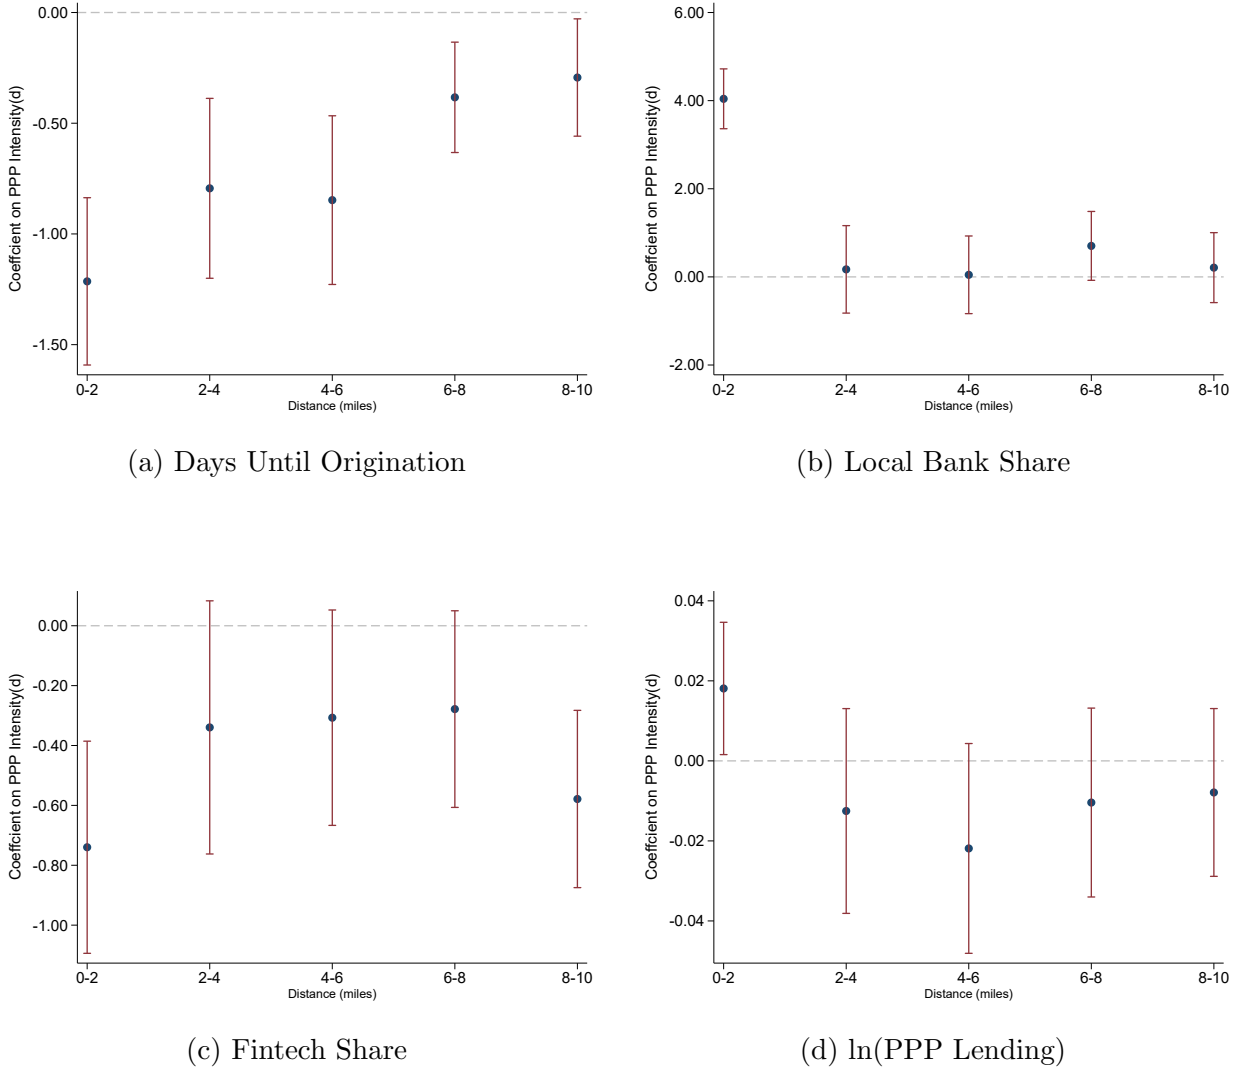 0.00
-0.50
-1.00
-1.50
Coeffcient on PPP Intensity(d)
0-2 2-4 4-6 6-8 8-10
Distance (miles)
(a) Days Until Origination
6.00
4.00
2.00
0.00
-2.00
Coeffcient on PPP Intensity(d)
0-2 2-4 4-6 6-8 8-10
Distance (miles)
(b) Local Bank Share
0.00
-0.20
-0.40
-0.60
-0.80
-1.00
Coeffcient on PPP Intensity(d)
0-2 2-4 4-6 6-8 8-10
Distance (miles)
(c) Fintech Share
0.04
0.02
0.00
-0.02
-0.04
Coeffcient on PPP Intensity(d)
0-2 2-4 4-6 6-8 8-10
Distance (miles)
(d) ln(PPP Lending)